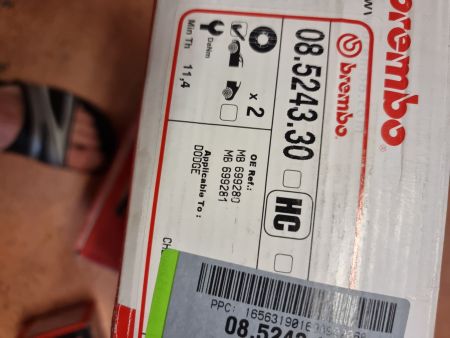 brembo
brembo
08.5243.30
HC
x 2
Min Th 11,4
OE Ref.:
MB 699280
MB 699281
Applicable To :
DODGE
PPC:
08.524